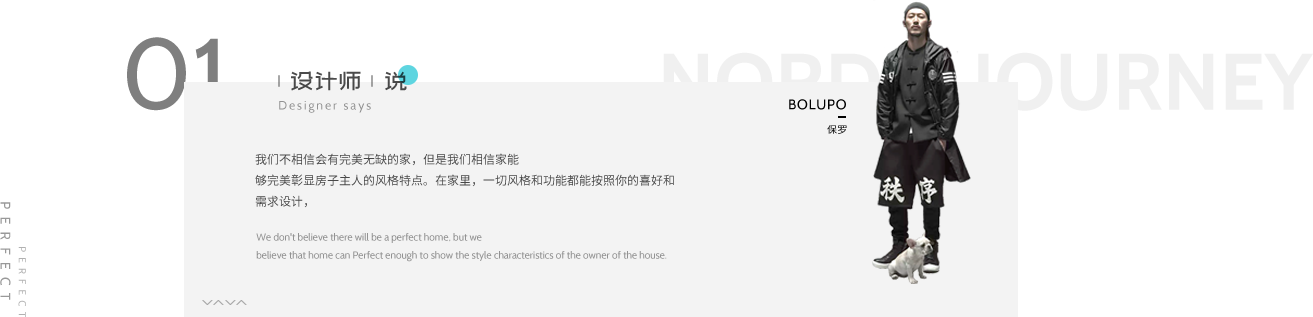 01
NORD JOURNEY
设计师 | 说
Designer says
BOLUPO
保罗
我们不相信会有完美无缺的家，但是我们相信家能
够完美彰显房子主人的风格特点。在家里，一切风格和功能都能按照你的喜好和
需求设计，
We don't believe there will be a perfect home, but we
believe that home can Perfect enough to show the style characteristics of the owner of the house.
秩序
PERFECT
PERFECT